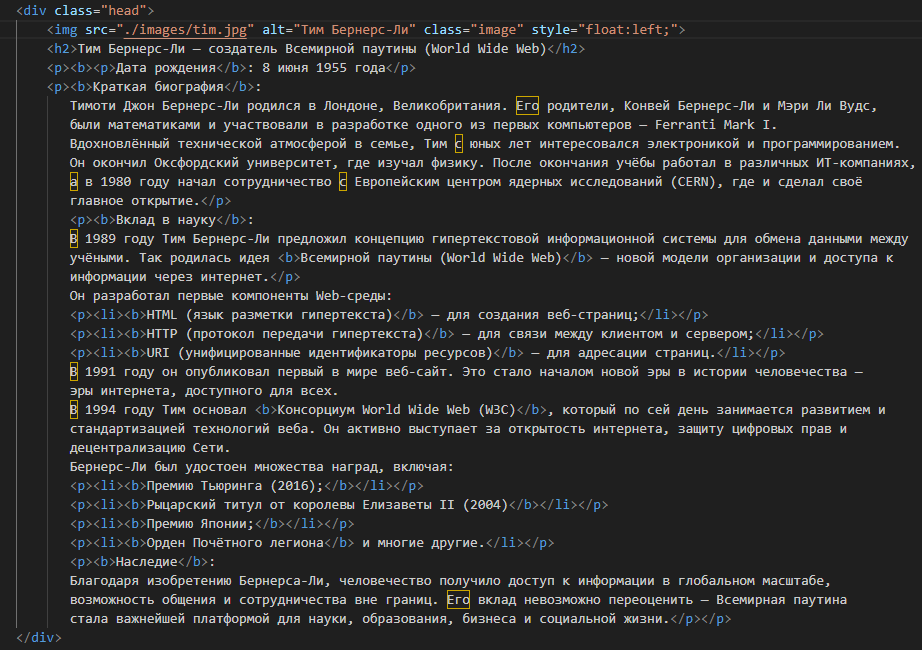 <div class="head">
<img src="./images/tim.jpg" alt="Тим Бернерс-Ли" class="image" style="float:left;">
<h2>Тим Бернерс-Ли — создатель Всемирной паутины (World Wide Web)</h2>
<p><b><p>Дата рождения</b>: 8 июня 1955 года</p>
<p><b>Краткая биография</b>:
Тимоти Джон Бернерс-Ли родился в Лондоне, Великобритания. Его родители, Конвей Бернерс-Ли и Мэри Ли Вудс,
были математиками и участвовали в разработке одного из первых компьютеров — Ferranti Mark I.
Вдохновлённый технической атмосферой в семье, Тим с юных лет интересовался электроникой и программированием.
Он окончил Оксфордский университет, где изучал физику. После окончания учёбы работал в различных ИТ-компаниях,
а в 1980 году начал сотрудничество с Европейским центром ядерных исследований (CERN), где и сделал своё
главное открытие.</p>
<p><b>Вклад в науку</b>:
В 1989 году Тим Бернерс-Ли предложил концепцию гипертекстовой информационной системы для обмена данными между
учёными. Так родилась идея <b>Всемирной паутины (World Wide Web)</b> — новой модели организации и доступа к
информации через интернет.</p>
Он разработал первые компоненты Web-среды:
<p><li><b>HTML (язык разметки гипертекста)</b> — для создания веб-страниц;</li></p>
<p><li><b>HTTP (протокол передачи гипертекста)</b> — для связи между клиентом и сервером;</li></p>
<p><li><b>URI (унифицированные идентификаторы ресурсов)</b> — для адресации страниц.</li></p>
В 1991 году он опубликовал первый в мире веб-сайт. Это стало началом новой эры в истории человечества —
эры интернета, доступного для всех.
В 1994 году Тим основал <b>Консорциум World Wide Web (W3C)</b>, который по сей день занимается развитием и
стандартизацией технологий веба. Он активно выступает за открытость интернета, защиту цифровых прав и
децентрализацию Сети.
Бернерс-Ли был удостоен множества наград, включая:
<p><li><b>Премию Тьюринга (2016);</b></li></p>
<p><li><b>Рыцарский титул от королевы Елизаветы II (2004)</b></li></p>
<p><li><b>Премию Японии;</b></li></p>
<p><li><b>Орден Почётного легиона</b> и многие другие.</li></p>
<p><b>Наследие</b>:
Благодаря изобретению Бернерса-Ли, человечество получило доступ к информации в глобальном масштабе,
возможность общения и сотрудничества вне границ. Его вклад невозможно переоценить — Всемирная паутина
стала важнейшей платформой для науки, образования, бизнеса и социальной жизни.</p></p>
</div>